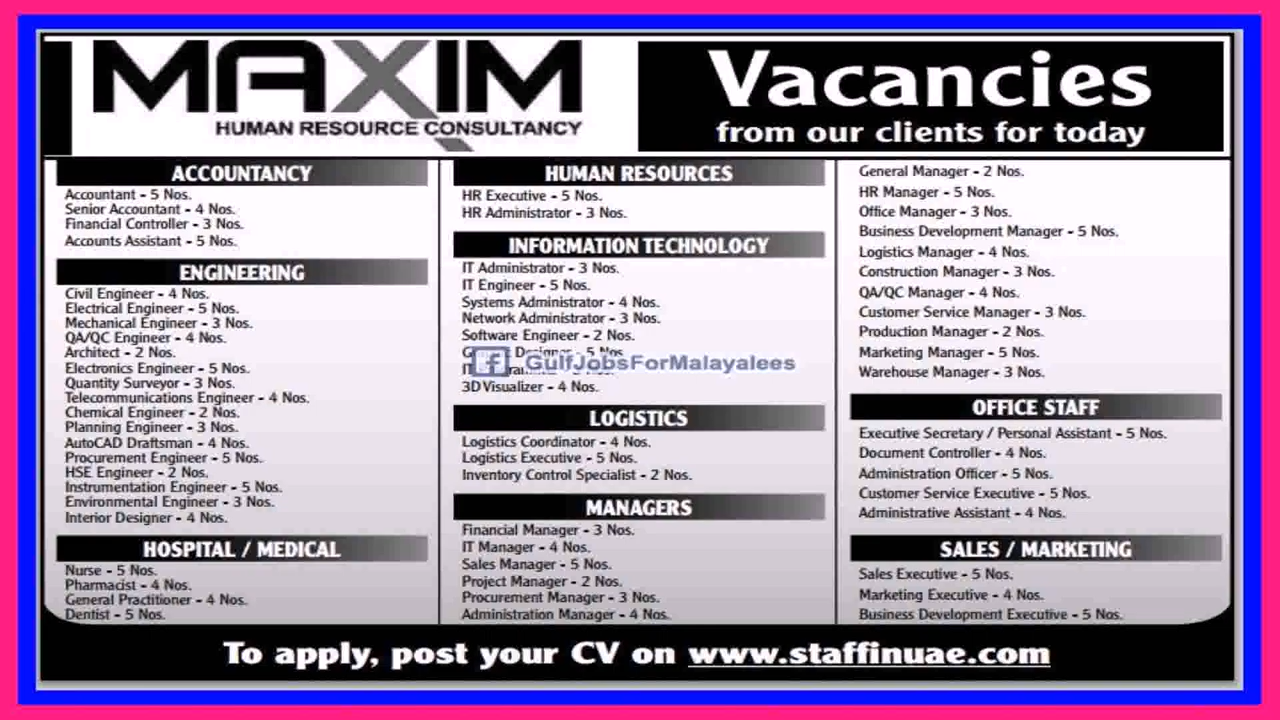 MAXIM
HUMAN RESOURCE CONSULTANCY
Vacancies
from our clients for today
ACCOUNTANCY
Accountant - 5 Nos.
Senior Accountant - 4 Nos.
Financial Controller - 3 Nos.
Accounts Assistant - 5 Nos.
ENGINEERING
Civil Engineer - 4 Nos.
Electrical Engineer - 5 Nos.
Mechanical Engineer - 3 Nos.
QA/QC Engineer - 4 Nos.
Architect - 2 Nos.
Electronics Engineer - 5 Nos.
Quantity Surveyor - 3 Nos.
Telecommunications Engineer - 4 Nos.
Chemical Engineer - 2 Nos.
Planning Engineer - 3 Nos.
AutoCAD Draftsman - 4 Nos.
Procurement Engineer - 5 Nos.
HSE Engineer - 2 Nos.
Instrumentation Engineer - 5 Nos.
Environmental Engineer - 3 Nos.
Interior Designer - 4 Nos.
HOSPITAL / MEDICAL
Nurse - 5 Nos.
Pharmacist - 4 Nos.
General Practitioner - 4 Nos.
Dentist - 5 Nos.
HUMAN RESOURCES
HR Executive - 5 Nos.
HR Administrator - 3 Nos.
INFORMATION TECHNOLOGY
IT Administrator - 3 Nos.
IT Engineer - 5 Nos.
Systems Administrator - 4 Nos.
Network Administrator - 3 Nos.
Software Engineer - 2 Nos.
Designer - 5 Nos.
GulfJobsForMalayalees
IT
3D Visualizer - 4 Nos.
LOGISTICS
Logistics Coordinator - 4 Nos.
Logistics Executive - 5 Nos.
Inventory Control Specialist - 2 Nos.
MANAGERS
Financial Manager - 3 Nos.
IT Manager - 4 Nos.
Sales Manager - 5 Nos.
Project Manager - 2 Nos.
Procurement Manager - 3 Nos.
Administration Manager - 4 Nos.
General Manager - 2 Nos.
HR Manager - 5 Nos.
Office Manager - 3 Nos.
Business Development Manager - 5 Nos.
Logistics Manager - 4 Nos.
Construction Manager - 3 Nos.
QA/QC Manager - 4 Nos.
Customer Service Manager - 3 Nos.
Production Manager - 2 Nos.
Marketing Manager - 5 Nos.
Warehouse Manager - 3 Nos.
OFFICE STAFF
Executive Secretary / Personal Assistant - 5 Nos.
Document Controller - 4 Nos.
Administration Officer - 5 Nos.
Customer Service Executive - 5 Nos.
Administrative Assistant - 4 Nos.
SALES / MARKETING
Sales Executive - 5 Nos.
Marketing Executive - 4 Nos.
Business Development Executive - 5 Nos.
To apply, post your CV on www.staffinuae.com